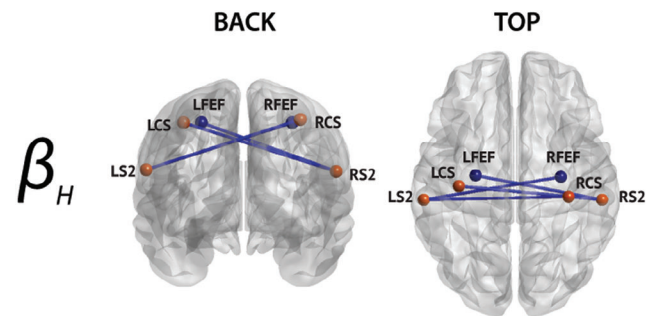 BACK
TOP
β_H
LFEF
RFEF
LCS
RCS
LS2
RS2
LFEF
RFEF
LCS
RCS
LS2
RS2